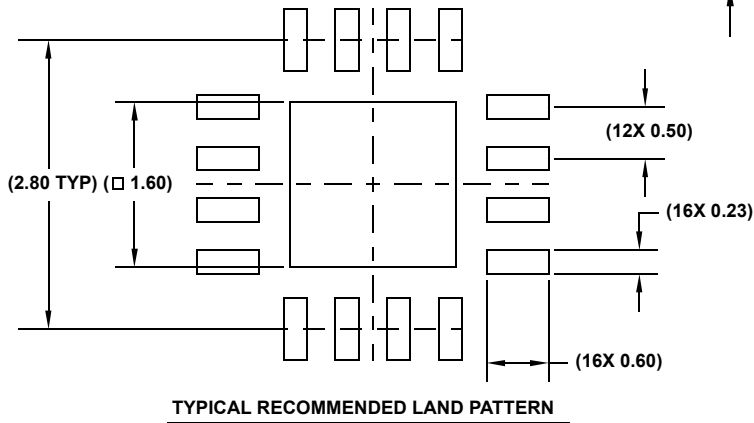 (12X 0.50)
(2.80 TYP) (□ 1.60)
(16X 0.23)
(16X 0.60)
TYPICAL RECOMMENDED LAND PATTERN